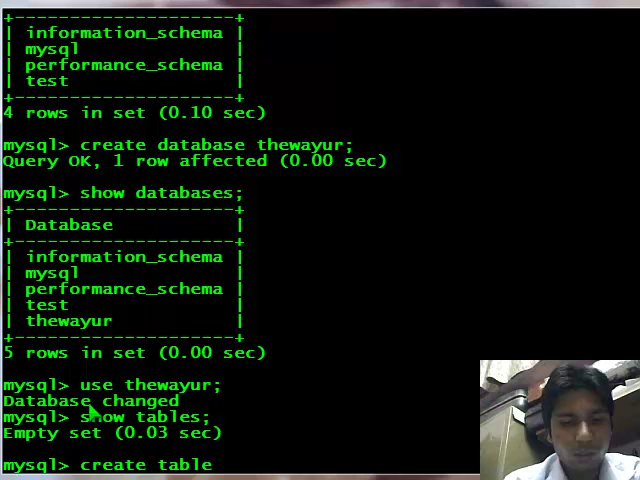 +--------------------+
| information_schema |
| mysql              |
| performance_schema |
| test               |
+--------------------+
4 rows in set (0.10 sec)
mysql> create database thewayur;
Query OK, 1 row affected (0.00 sec)
mysql> show databases;
+--------------------+
| Database           |
+--------------------+
| information_schema |
| mysql              |
| performance_schema |
| test               |
| thewayur           |
+--------------------+
5 rows in set (0.00 sec)
mysql> use thewayur;
Database changed
mysql> show tables;
Empty set (0.03 sec)
mysql> create table